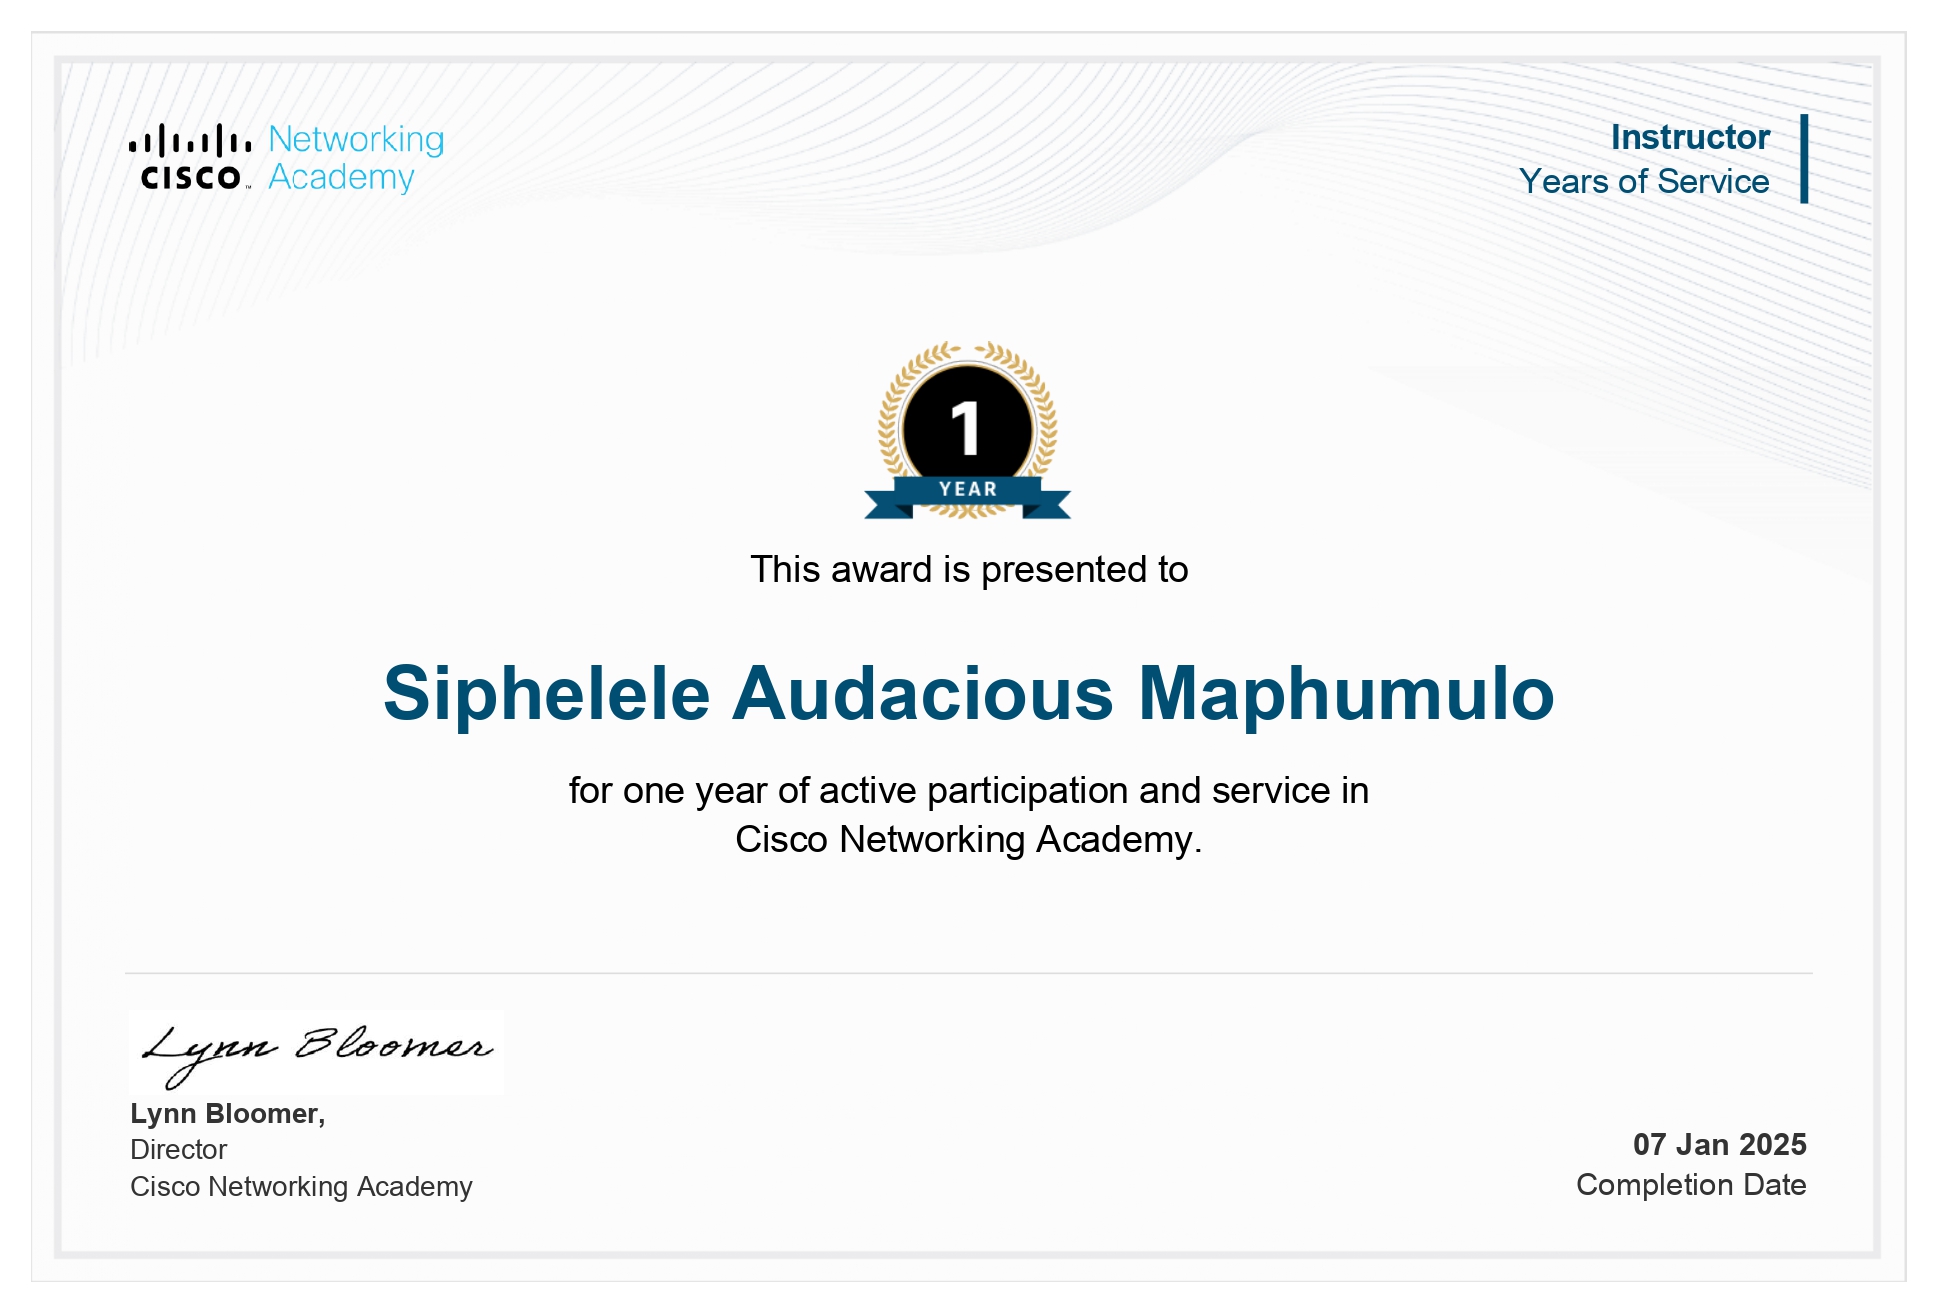 Networking
CISCO™ Academy
Instructor
Years of Service
1
YEAR
This award is presented to
Siphelele Audacious Maphumulo
for one year of active participation and service in
Cisco Networking Academy.
Lynn Bloomer
Lynn Bloomer,
Director
Cisco Networking Academy
07 Jan 2025
Completion Date